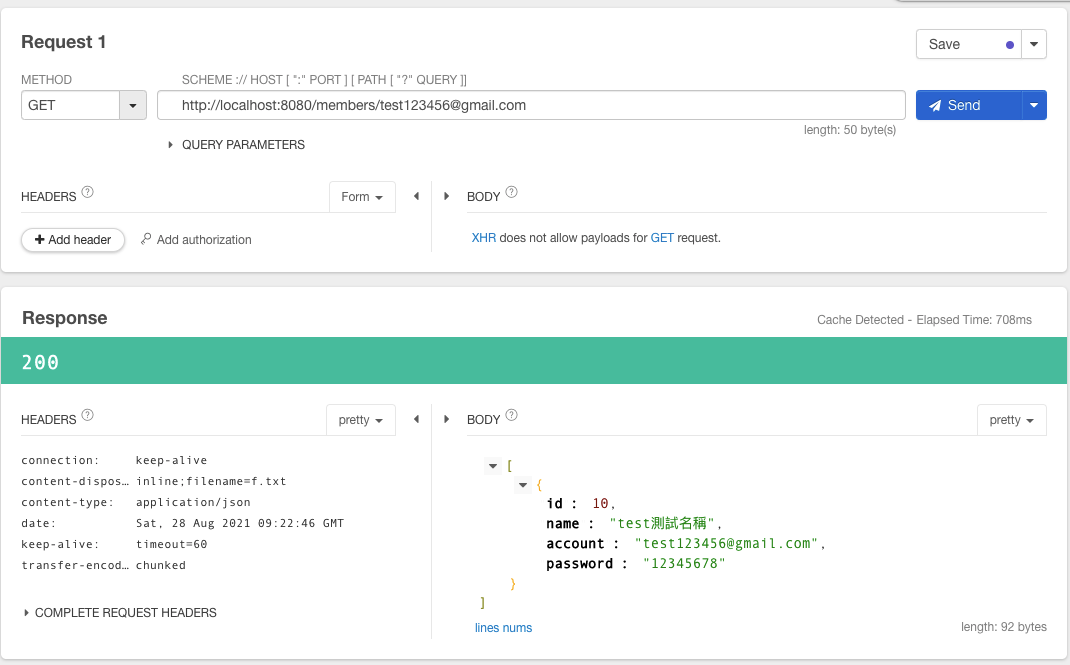 Request 1
Save
METHOD
SCHEME :// HOST [ ":" PORT ] [ PATH [ "?" QUERY ]]
GET
http://localhost:8080/members/test123456@gmail.com
Send
length: 50 byte(s)
QUERY PARAMETERS
HEADERS ?
Form
BODY ?
+ Add header
Add authorization
XHR does not allow payloads for GET request.
Response
Cache Detected - Elapsed Time: 708ms
200
HEADERS ?
pretty
BODY ?
pretty
connection: keep-alive
content-dispos… inline;filename=f.txt
content-type: application/json
date: Sat, 28 Aug 2021 09:22:46 GMT
keep-alive: timeout=60
transfer-encod… chunked
COMPLETE REQUEST HEADERS
[
{
id : 10,
name : "test測試名稱",
account : "test123456@gmail.com",
password : "12345678"
}
]
lines nums
length: 92 bytes